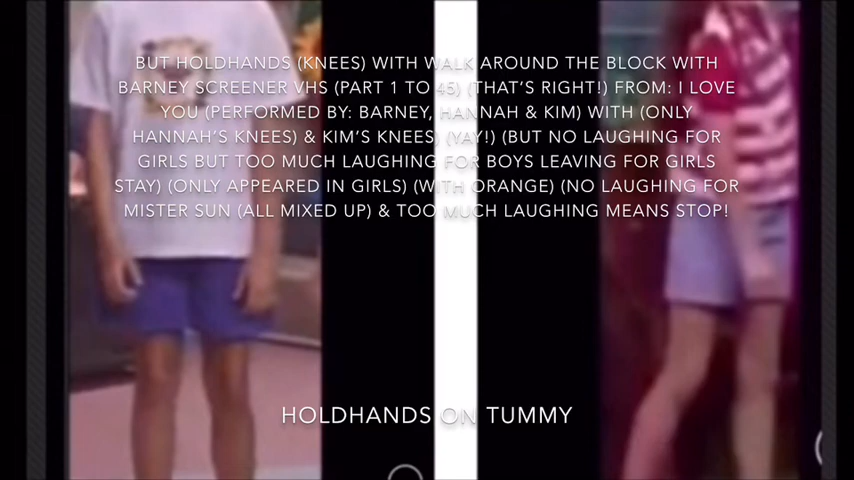 BUT HOLDHANDS (KNEES) WITH WALK AROUND THE BLOCK WITH
BARNEY SCREENER VHS (PART 1 TO 45) (THAT'S RIGHT!) FROM: I LOVE
YOU (PERFORMED BY: BARNEY, HANNAH & KIM) WITH (ONLY
HANNAH'S KNEES) & KIM'S KNEES) (YAY!) (BUT NO LAUGHING FOR
GIRLS BUT TOO MUCH LAUGHING FOR BOYS LEAVING FOR GIRLS
STAY) (ONLY APPEARED IN GIRLS) (WITH ORANGE) (NO LAUGHING FOR
MISTER SUN (ALL MIXED UP) & TOO MUCH LAUGHING MEANS STOP!
HOLDHANDS ON TUMMY